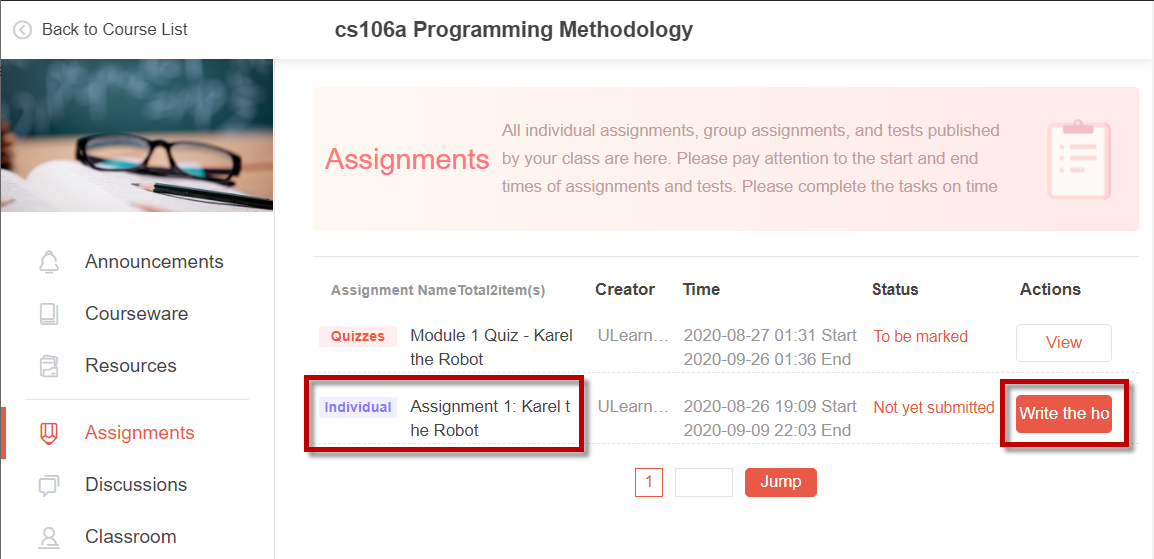 Back to Course List
cs106a Programming Methodology
Assignments
All individual assignments, group assignments, and tests published
by your class are here. Please pay attention to the start and end
times of assignments and tests. Please complete the tasks on time
Announcements
Courseware
Resources
Assignments
Discussions
Classroom
Assignment NameTotal2item(s) Creator Time Status Actions
Quizzes Module 1 Quiz - Karel ULearn... 2020-08-27 01:31 Start To be marked View
the Robot 2020-09-26 01:36 End
Individual Assignment 1: Karel t ULearn... 2020-08-26 19:09 Start Not yet submitted Write the ho
he Robot 2020-09-09 22:03 End
1 Jump